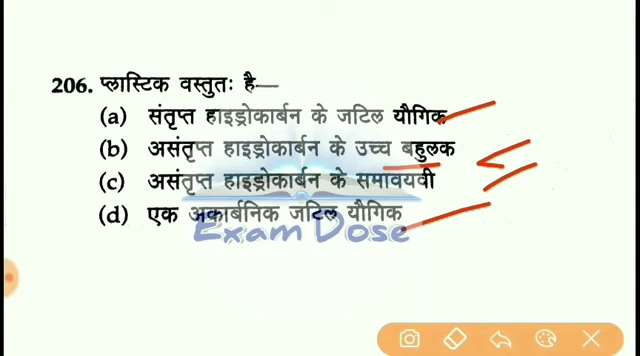 206. प्लास्टिक वस्तुतः है—
(a) संतृप्त हाइड्रोकार्बन के जटिल यौगिक
(b) असंतृप्त हाइड्रोकार्बन के उच्च बहुलक
(c) असंतृप्त हाइड्रोकार्बन के समावयवी
(d) एक अकार्बनिक जटिल यौगिक
Exam Dose